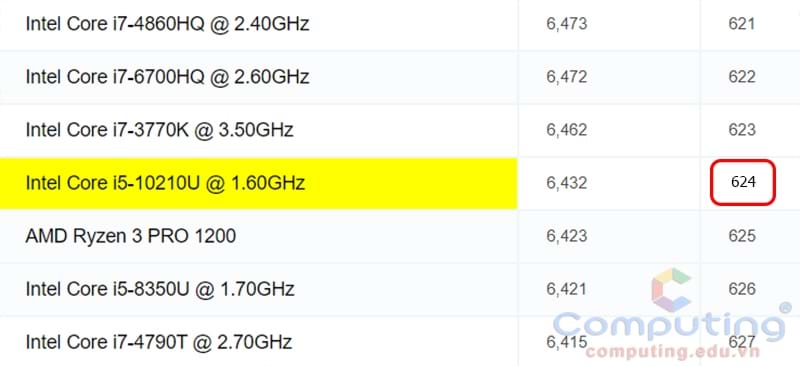 Intel Core i7-4860HQ @ 2.40GHz 6,473 621
Intel Core i7-6700HQ @ 2.60GHz 6,472 622
Intel Core i7-3770K @ 3.50GHz 6,462 623
Intel Core i5-10210U @ 1.60GHz 6,432 624
AMD Ryzen 3 PRO 1200 6,423 625
Intel Core i5-8350U @ 1.70GHz 6,421 626
Intel Core i7-4790T @ 2.70GHz 6,415 627
C
Computing®
computing.edu.vn